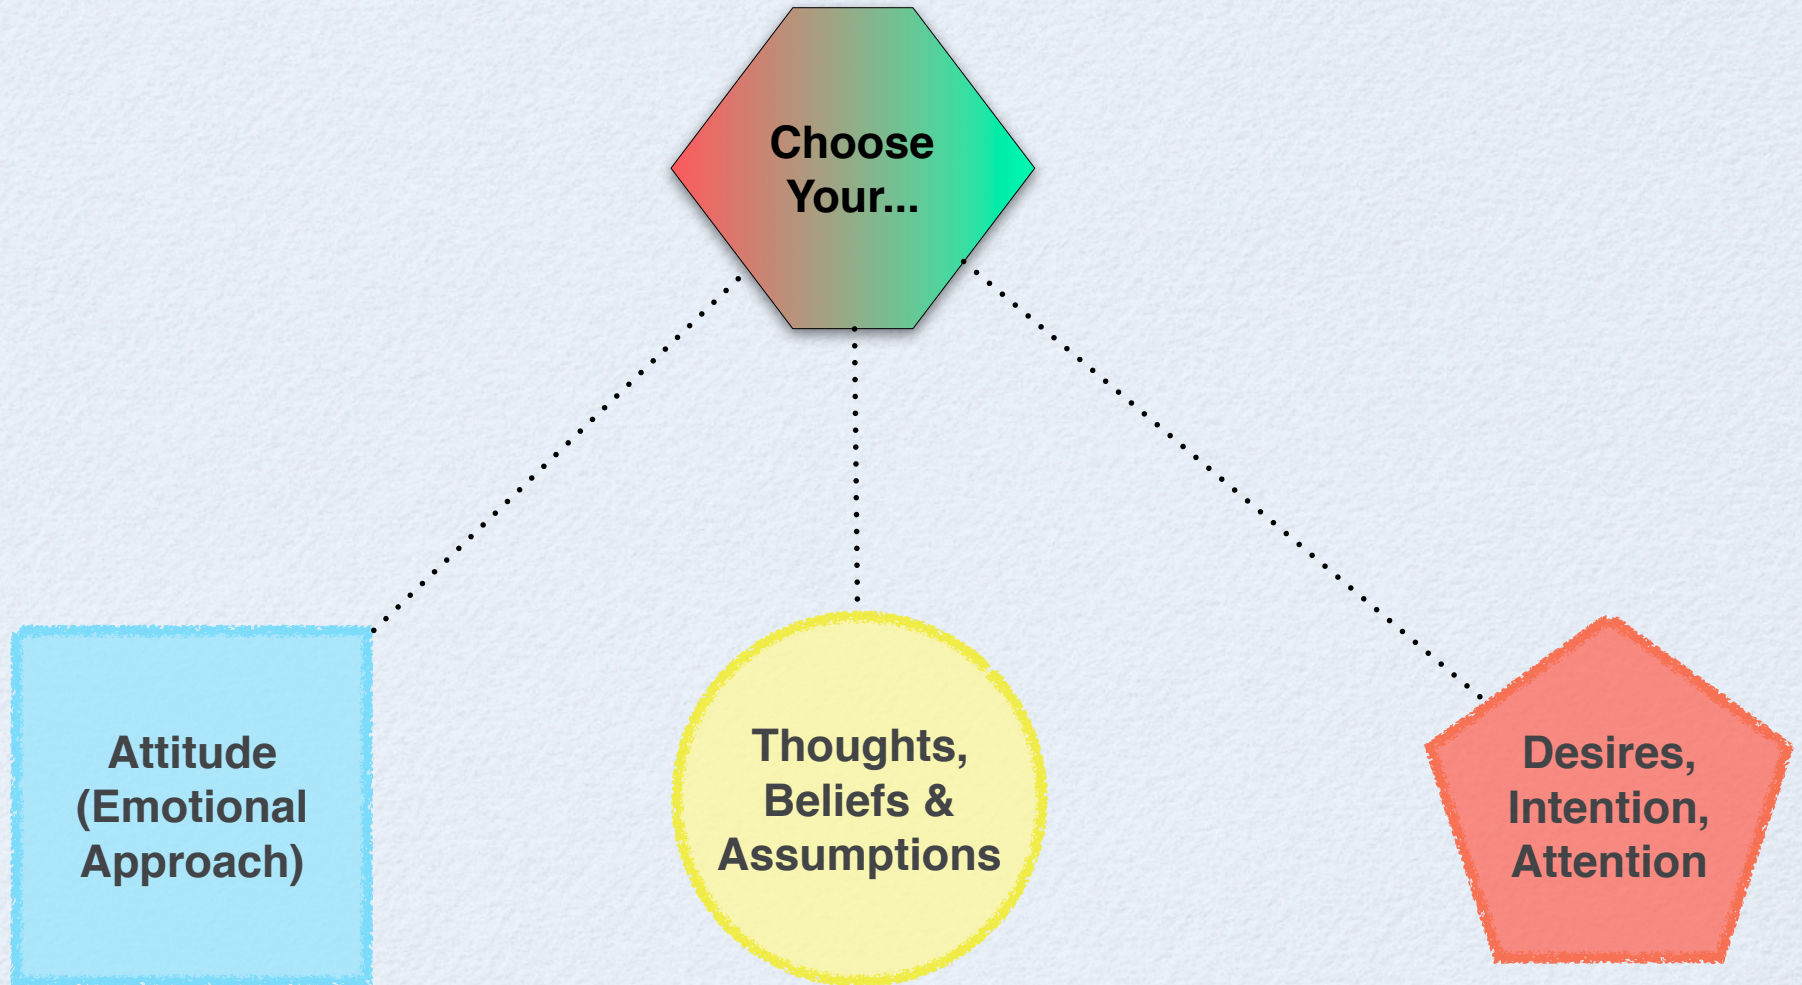 Choose
Your...
Attitude
(Emotional
Approach)
Thoughts,
Beliefs &
Assumptions
Desires,
Intention,
Attention